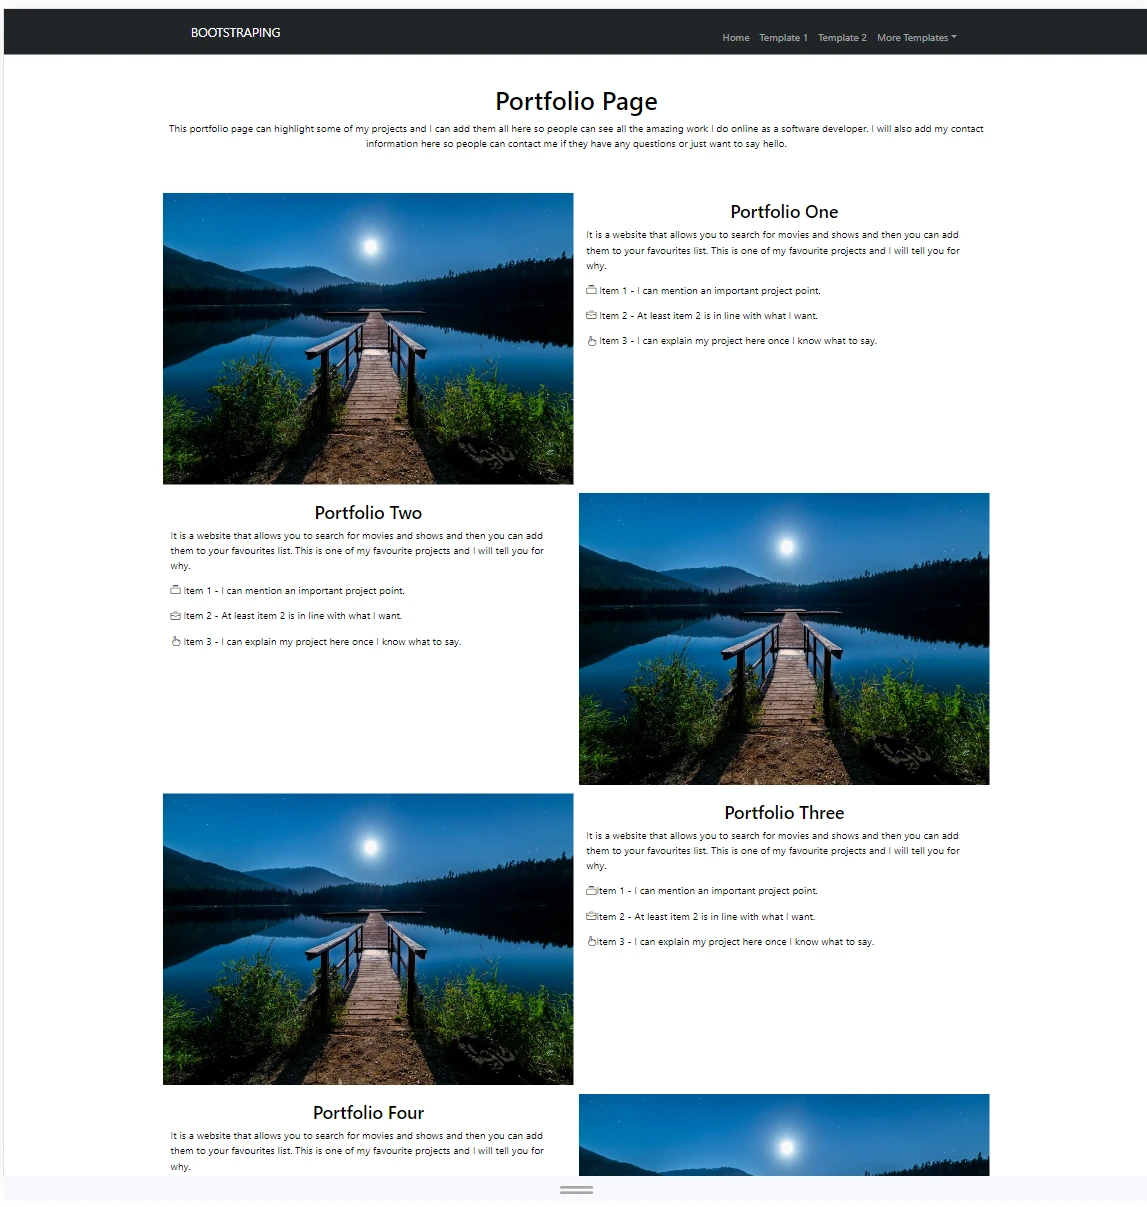 BOOTSTRAPING
Home Template 1 Template 2 More Templates
Portfolio Page
This portfolio page can highlight some of my projects and I can add them all here so people can see all the amazing work I do online as a software developer. I will also add my contact
information here so people can contact me if they have any questions or just want to say hello.
Portfolio One
It is a website that allows you to search for movies and shows and then you can add
them to your favourites list. This is one of my favourite projects and I will tell you for
why.
Item 1 - I can mention an important project point.
Item 2 - At least item 2 is in line with what I want.
Item 3 - I can explain my project here once I know what to say.
Portfolio Two
It is a website that allows you to search for movies and shows and then you can add
them to your favourites list. This is one of my favourite projects and I will tell you for
why.
Item 1 - I can mention an important project point.
Item 2 - At least item 2 is in line with what I want.
Item 3 - I can explain my project here once I know what to say.
Portfolio Three
It is a website that allows you to search for movies and shows and then you can add
them to your favourites list. This is one of my favourite projects and I will tell you for
why.
Item 1 - I can mention an important project point.
Item 2 - At least item 2 is in line with what I want.
Item 3 - I can explain my project here once I know what to say.
Portfolio Four
It is a website that allows you to search for movies and shows and then you can add
them to your favourites list. This is one of my favourite projects and I will tell you for
why.